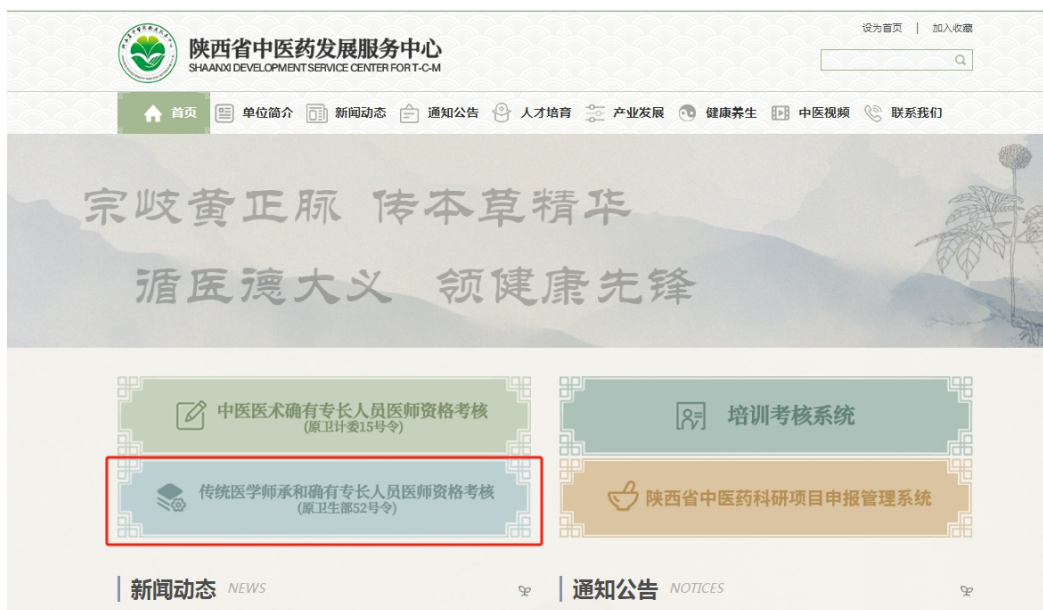 设为首页 | 加入收藏
陕西省中医药发展服务中心
SHAANXI DEVELOPMENT SERVICE CENTER FOR T-C-M
首页 单位简介 新闻动态 通知公告 人才培育 产业发展 健康养生 中医视频 联系我们
宗岐黄正脉 传本草精华
循医德大义 领健康先锋
中医医术确有专长人员医师资格考核
(原卫计委15号令)
培训考核系统
传统医学师承和确有专长人员医师资格考核
(原卫生部52号令)
陕西省中医药科研项目申报管理系统
新闻动态 NEWS
通知公告 NOTICES